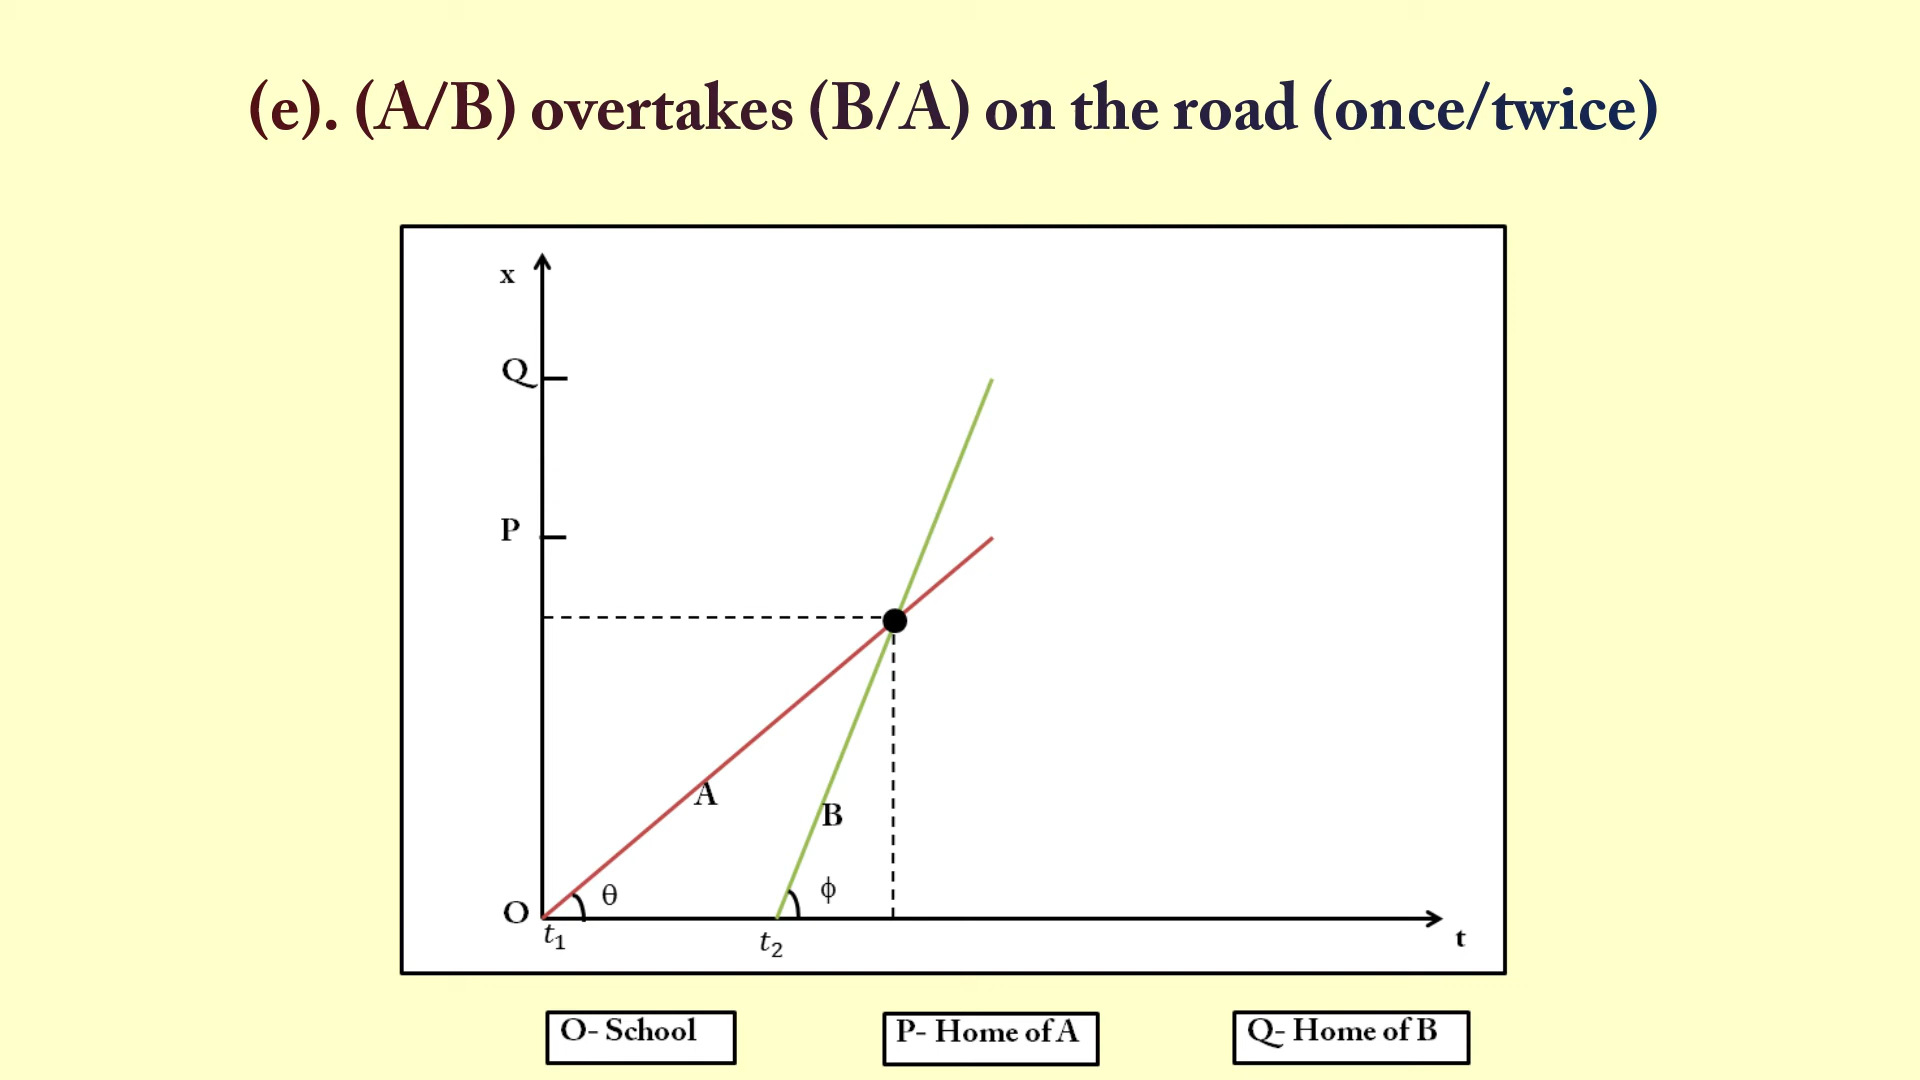 (e). (A/B) overtakes (B/A) on the road (once/twice)
x
Q
P
A
B
θ
ϕ
O
t₁
t₂
t
O- School
P- Home of A
Q- Home of B